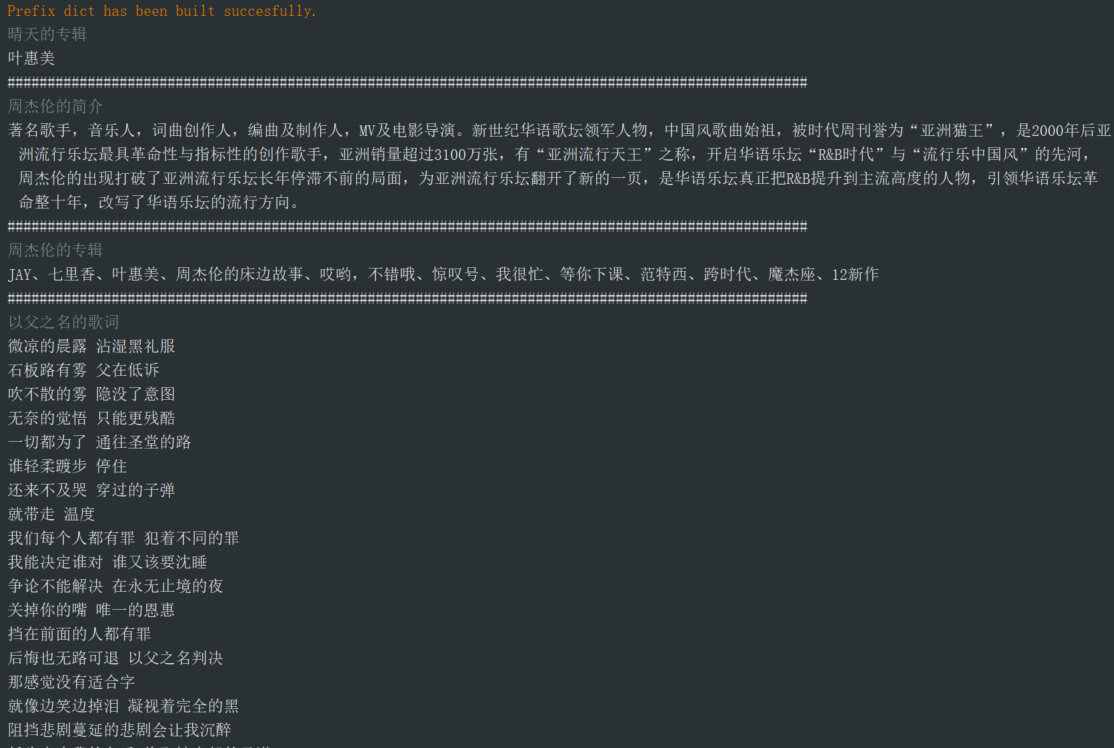 Prefix dict has been built succesfully.
晴天的专辑
叶惠美
####################################################################################################
周杰伦的简介
著名歌手，音乐人，词曲创作人，编曲及制作人，MV及电影导演。新世纪华语歌坛领军人物，中国风歌曲始祖，被时代周刊誉为“亚洲猫王”，是2000年后亚
洲流行乐坛最具革命性与指标性的创作歌手，亚洲销量超过3100万张，有“亚洲流行天王”之称，开启华语乐坛“R&B时代”与“流行乐中国风”的先河，
周杰伦的出现打破了亚洲流行乐坛长年停滞不前的局面，为亚洲流行乐坛翻开了新的一页，是华语乐坛真正把R&B提升到主流高度的人物，引领华语乐坛革
命整十年，改写了华语乐坛的流行方向。
####################################################################################################
周杰伦的专辑
JAY、七里香、叶惠美、周杰伦的床边故事、哎哟，不错哦、惊叹号、我很忙、等你下课、范特西、跨时代、魔杰座、12新作
####################################################################################################
以父之名的歌词
微凉的晨露 沾湿黑礼服
石板路有雾 父在低诉
吹不散的雾 隐没了意图
无奈的觉悟 只能更残酷
一切都为了 通往圣堂的路
谁轻柔踱步 停住
还来不及哭 穿过的子弹
就带走 温度
我们每个人都有罪 犯着不同的罪
我能决定谁对 谁又该要沈睡
争论不能解决 在永无止境的夜
关掉你的嘴 唯一的恩惠
挡在前面的人都有罪
后悔也无路可退 以父之名判决
那感觉没有适合字
就像边笑边掉泪 凝视着完全的黑
阻挡悲剧蔓延的悲剧会让我沉醉